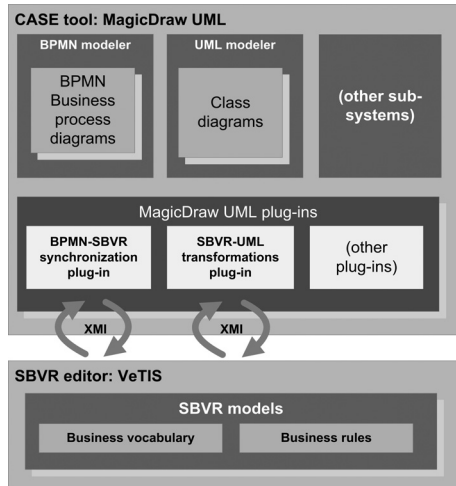 CASE tool: MagicDraw UML
BPMN modeler
UML modeler
BPMN
Business
process
diagrams
Class
diagrams
(other sub-
systems)
MagicDraw UML plug-ins
BPMN-SBVR
synchronization
plug-in
SBVR-UML
transformations
plug-in
(other
plug-ins)
XMI
XMI
SBVR editor: VeTIS
SBVR models
Business vocabulary
Business rules